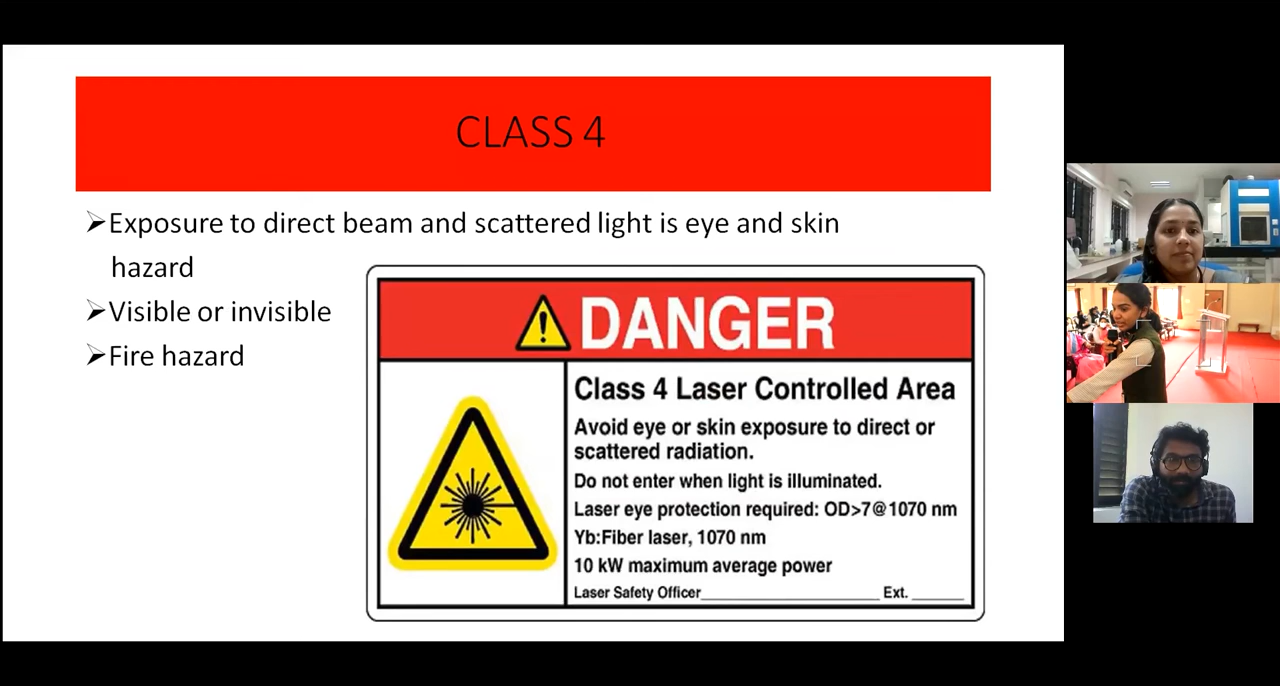 CLASS 4
➢Exposure to direct beam and scattered light is eye and skin
hazard
➢Visible or invisible
➢Fire hazard
DANGER
Class 4 Laser Controlled Area
Avoid eye or skin exposure to direct or
scattered radiation.
Do not enter when light is illuminated.
Laser eye protection required: OD>7@1070 nm
Yb:Fiber laser, 1070 nm
10 kW maximum average power
Laser Safety Officer____________________ Ext. ______